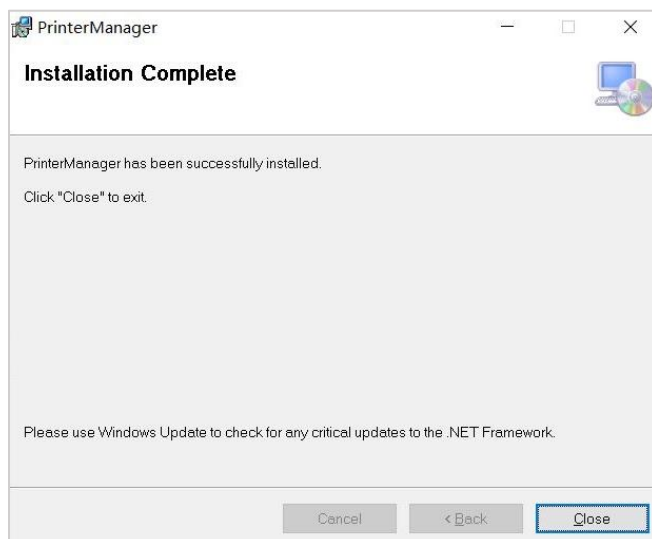 PrinterManager
Installation Complete
PrinterManager has been successfully installed.
Click "Close" to exit.
Please use Windows Update to check for any critical updates to the .NET Framework.
Cancel
< Back
Close